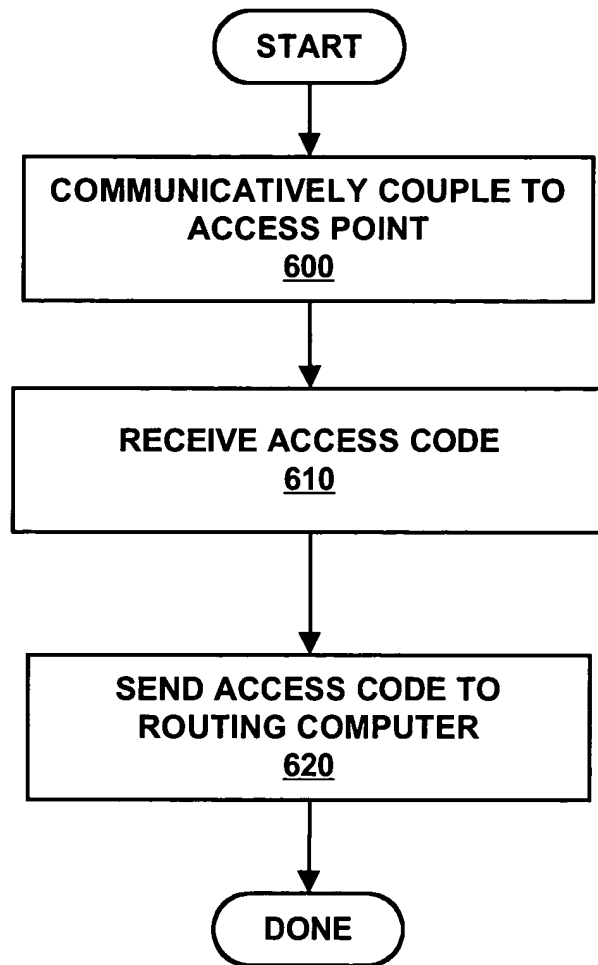 START
COMMUNICATIVELY COUPLE TO
ACCESS POINT
600
RECEIVE ACCESS CODE
610
SEND ACCESS CODE TO
ROUTING COMPUTER
620
DONE